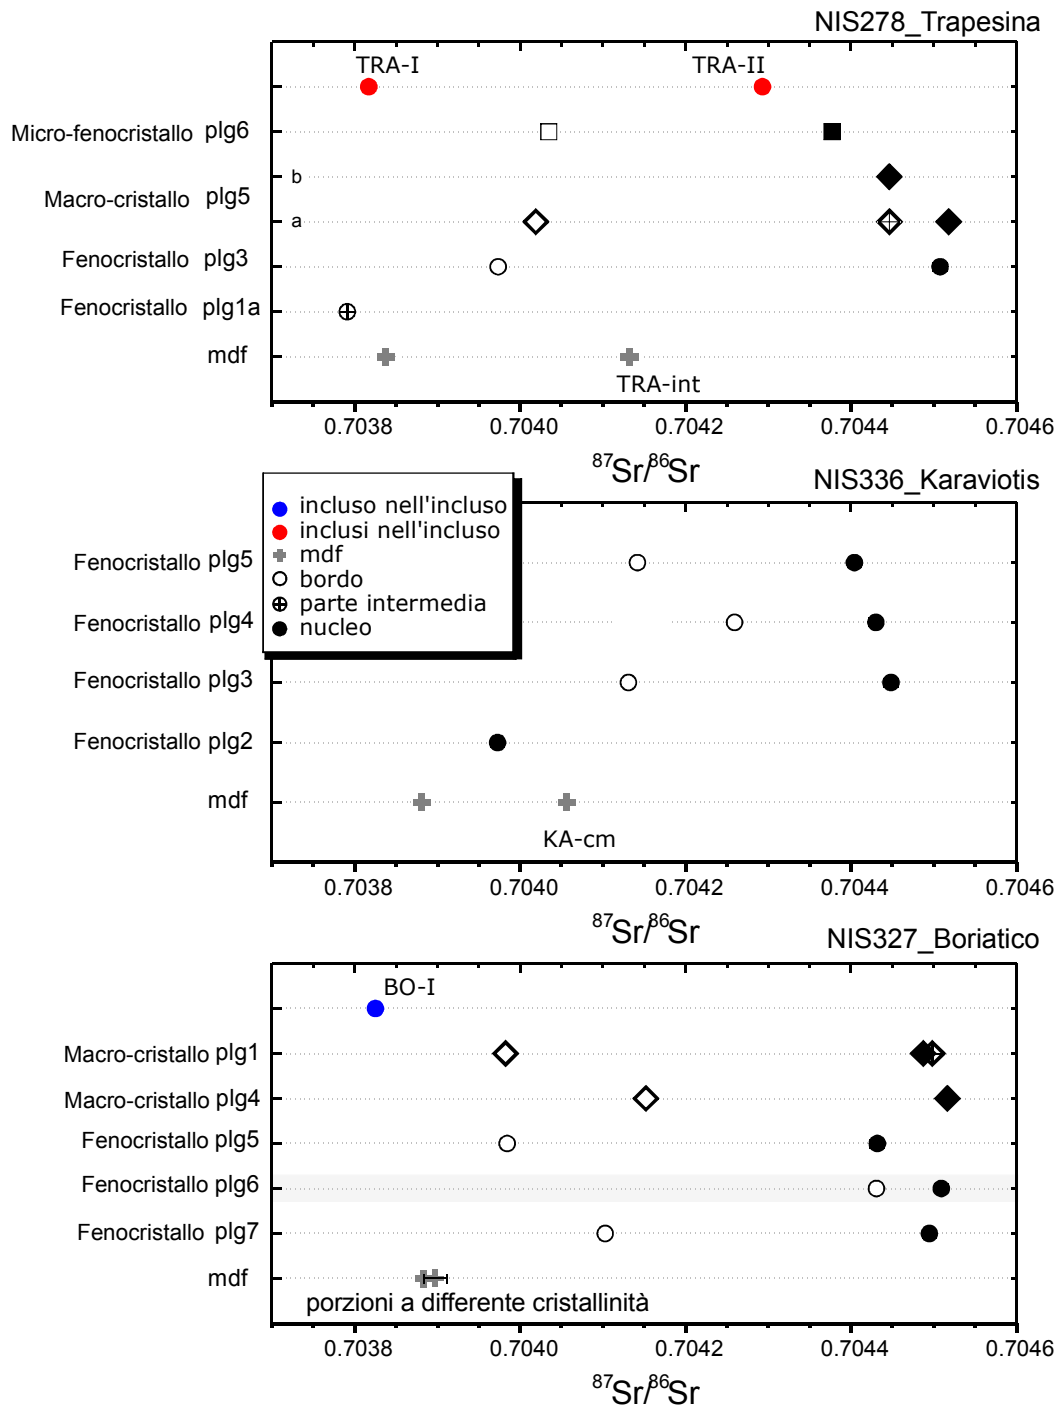 NIS278_Trapesina
TRA-I
TRA-II
Micro-fenocristallo plg6
b
Macro-cristallo plg5
a
Fenocristallo plg3
Fenocristallo plg1a
mdf
TRA-int
0.7038 0.7040 0.7042 0.7044 0.7046
87Sr/86Sr
NIS336_Karaviotis
incluso nell'incluso
inclusi nell'incluso
mdf
bordo
parte intermedia
nucleo
Fenocristallo plg5
Fenocristallo plg4
Fenocristallo plg3
Fenocristallo plg2
mdf
KA-cm
0.7038 0.7040 0.7042 0.7044 0.7046
87Sr/86Sr
NIS327_Boriatico
BO-I
Macro-cristallo plg1
Macro-cristallo plg4
Fenocristallo plg5
Fenocristallo plg6
Fenocristallo plg7
mdf
porzioni a differente cristallinità
0.7038 0.7040 0.7042 0.7044 0.7046
87Sr/86Sr